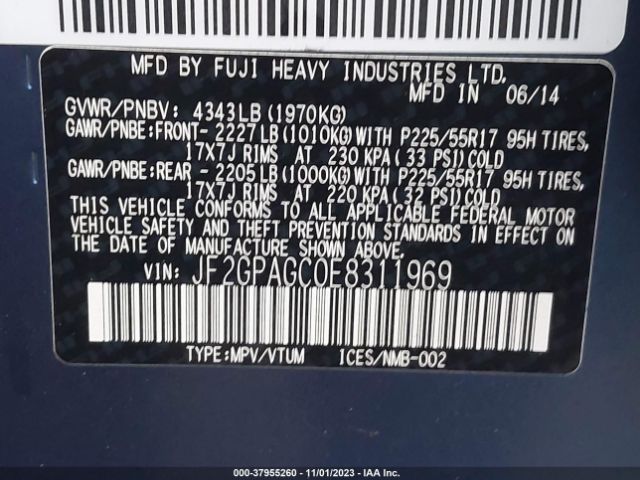 MFD BY FUJI HEAVY INDUSTRIES LTD.
MFD IN 06/14
GVWR/PNBV: 4343LB (1970KG)
GAWR/PNBE:FRONT- 2227LB(1010KG)WITH P225/55R17 95H TIRES,
17X7J RIMS AT 230 KPA( 33 PSI)COLD
GAWR/PNBE:REAR - 2205LB(1000KG)WITH P225/55R17 95H TIRES,
17X7J RIMS AT 220 KPA( 32 PSI)COLD
THIS VEHICLE CONFORMS TO ALL APPLICABLE FEDERAL MOTOR
VEHICLE SAFETY AND THEFT PREVENTION STANDARDS IN EFFECT ON
THE DATE OF MANUFACTURE SHOWN ABOVE.
VIN: JF2GPAGC0E8311969
TYPE:MPV/VTUM 1CES/NMB-002
000-37955260 - 11/01/2023 - IAAI.com